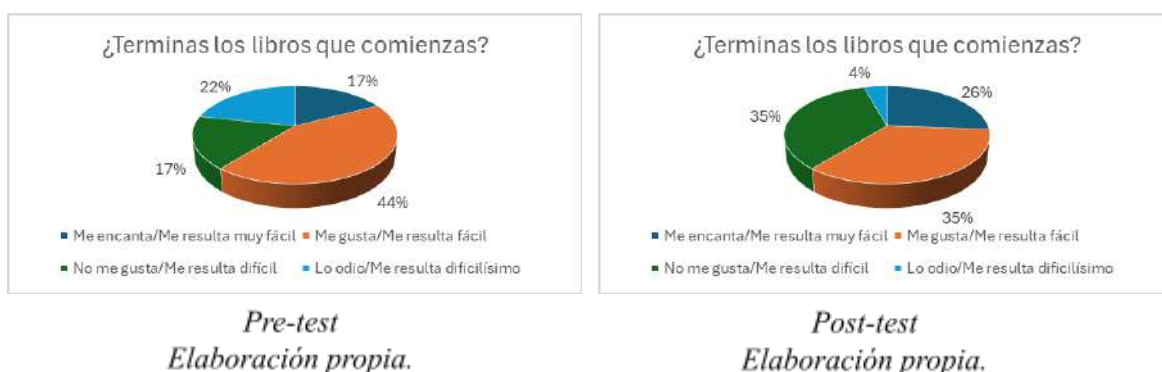 ¿Terminas los libros que comienzas?
22%
17%
17%
44%
Me encanta/Me resulta muy fácil
Me gusta/Me resulta fácil
No me gusta/Me resulta difícil
Lo odio/Me resulta dificilísimo
Pre-test
Elaboración propia.
¿Terminas los libros que comienzas?
4%
26%
35%
35%
Me encanta/Me resulta muy fácil
Me gusta/Me resulta fácil
No me gusta/Me resulta difícil
Lo odio/Me resulta dificilísimo
Post-test
Elaboración propia.